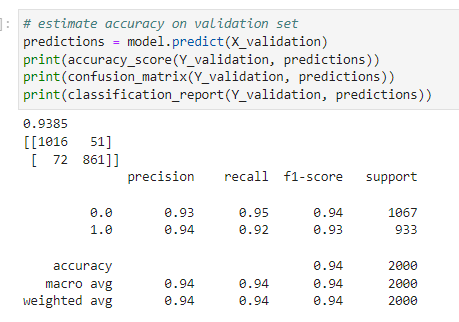 ]: # estimate accuracy on validation set
predictions = model.predict(X_validation)
print(accuracy_score(Y_validation, predictions))
print(confusion_matrix(Y_validation, predictions))
print(classification_report(Y_validation, predictions))
0.9385
[[1016 51]
[ 72 861]]
precision recall f1-score support
0.0 0.93 0.95 0.94 1067
1.0 0.94 0.92 0.93 933
accuracy 0.94 2000
macro avg 0.94 0.94 0.94 2000
weighted avg 0.94 0.94 0.94 2000